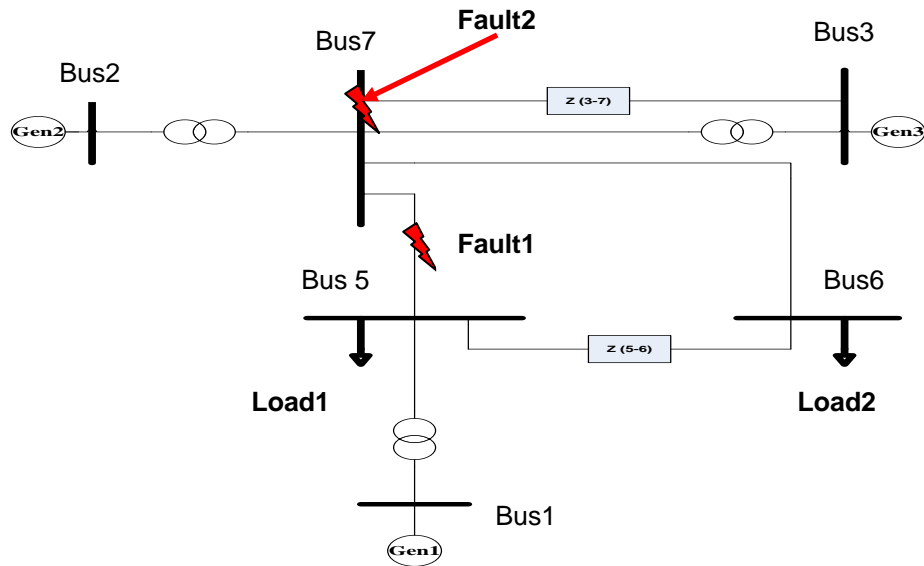 Fault2
Bus7
Bus3
Bus2
Z (3-7)
Gen2
Gen3
Fault1
Bus 5
Bus6
Z (5-6)
Load1
Load2
Bus1
Gen1